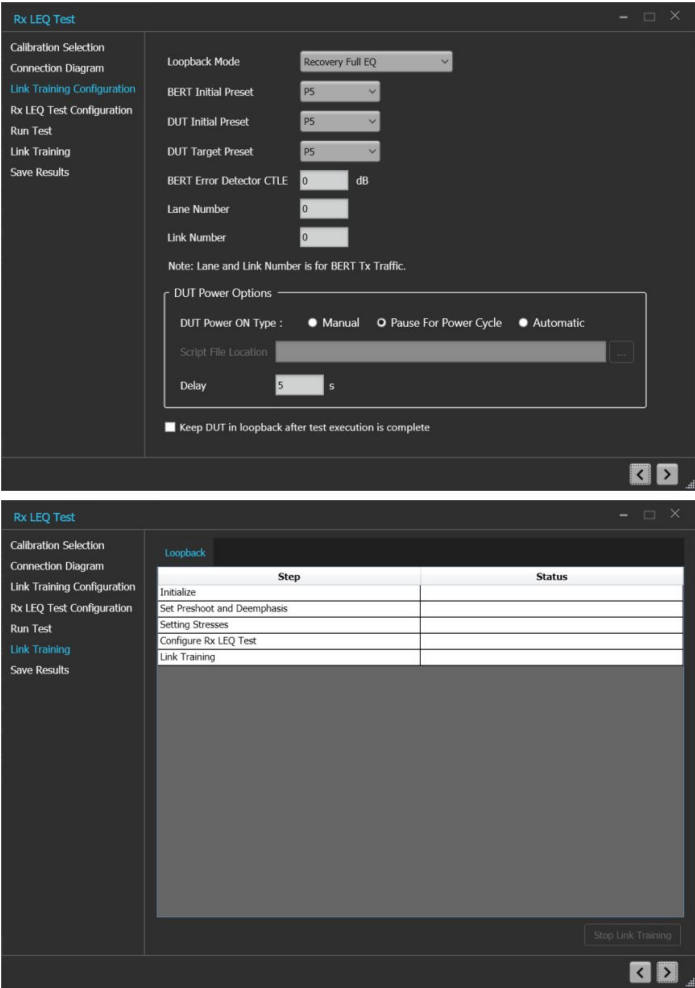 Rx LEQ Test
Calibration Selection
Connection Diagram
Link Training Configuration
Rx LEQ Test Configuration
Run Test
Link Training
Save Results
Loopback Mode Recovery Full EQ
BERT Initial Preset P5
DUT Initial Preset P5
DUT Target Preset P5
BERT Error Detector CTLE 0 dB
Lane Number 0
Link Number 0
Note: Lane and Link Number is for BERT Tx Traffic.
DUT Power Options
DUT Power ON Type : Manual Pause For Power Cycle Automatic
Script File Location ...
Delay 5 s
Keep DUT in loopback after test execution is complete
< >
Rx LEQ Test
Calibration Selection
Connection Diagram
Link Training Configuration
Rx LEQ Test Configuration
Run Test
Link Training
Save Results
Loopback
Step Status
Initialize
Set Preshoot and Deemphasis
Setting Stresses
Configure Rx LEQ Test
Link Training
Stop Link Training
< >